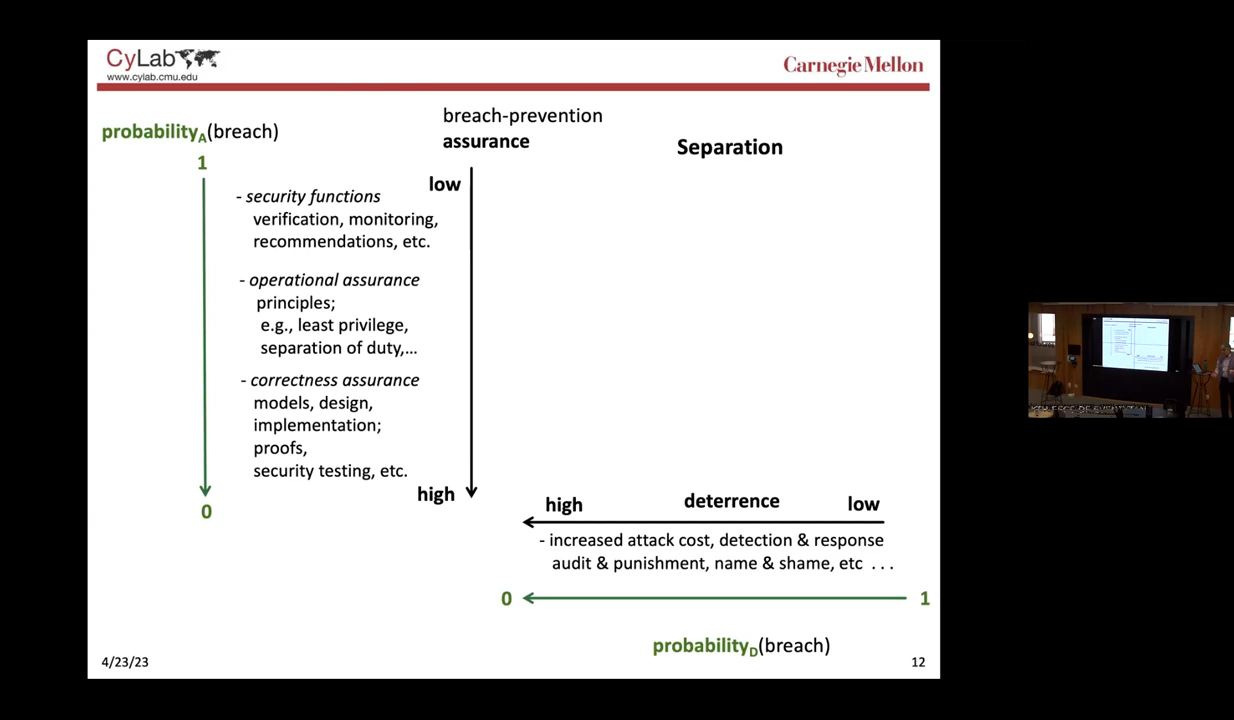 CyLab
www.cylab.cmu.edu
Carnegie Mellon
probabilityA(breach)
1
breach-prevention
assurance
Separation
low
- security functions
verification, monitoring,
recommendations, etc.
- operational assurance
principles;
e.g., least privilege,
separation of duty,...
- correctness assurance
models, design,
implementation;
proofs,
security testing, etc.
high
0
high
deterrence
low
- increased attack cost, detection & response
audit & punishment, name & shame, etc . . .
0
1
probabilityD(breach)
4/23/23
12